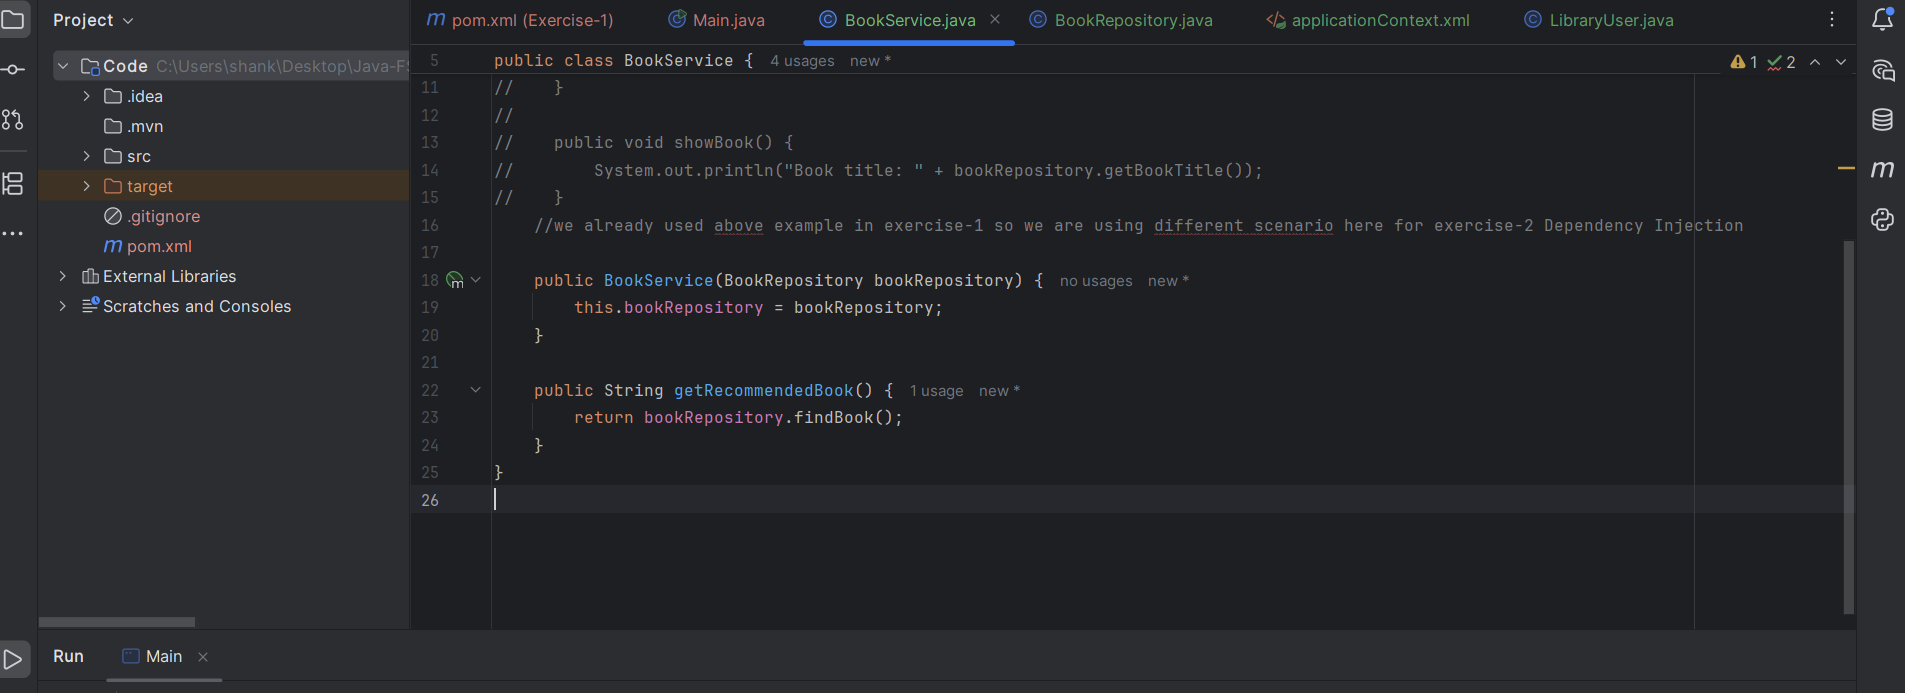 Project
pom.xml (Exercise-1)
Main.java
BookService.java
BookRepository.java
applicationContext.xml
LibraryUser.java
Code C:\Users\shank\Desktop\Java-F
.idea
.mvn
src
target
.gitignore
pom.xml
External Libraries
Scratches and Consoles
5 public class BookService { 4 usages new *
1 2
11 //    }
12 //
13 //    public void showBook() {
14 //        System.out.println("Book title: " + bookRepository.getBookTitle());
15 //    }
16     //we already used above example in exercise-1 so we are using different scenario here for exercise-2 Dependency Injection
17
18     public BookService(BookRepository bookRepository) { no usages new *
19         this.bookRepository = bookRepository;
20     }
21
22     public String getRecommendedBook() { 1 usage new *
23         return bookRepository.findBook();
24     }
25 }
26
Run
Main